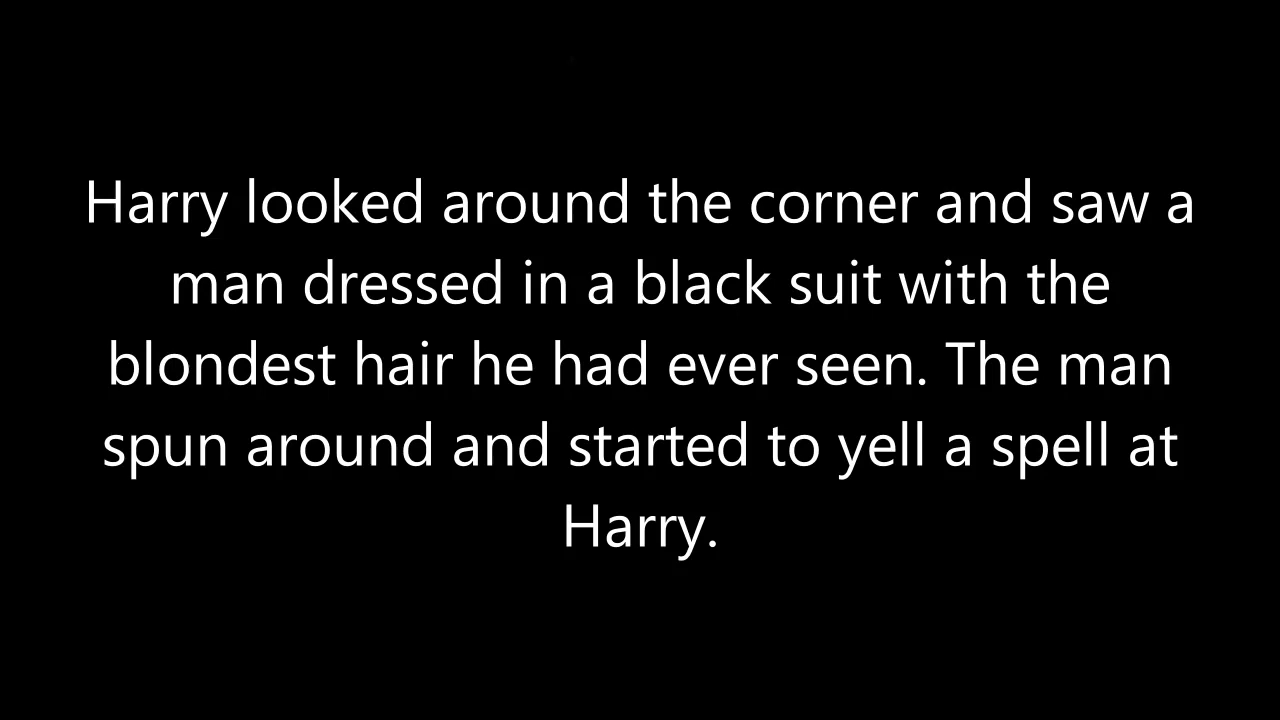 Harry looked around the corner and saw a
man dressed in a black suit with the
blondest hair he had ever seen. The man
spun around and started to yell a spell at
Harry.